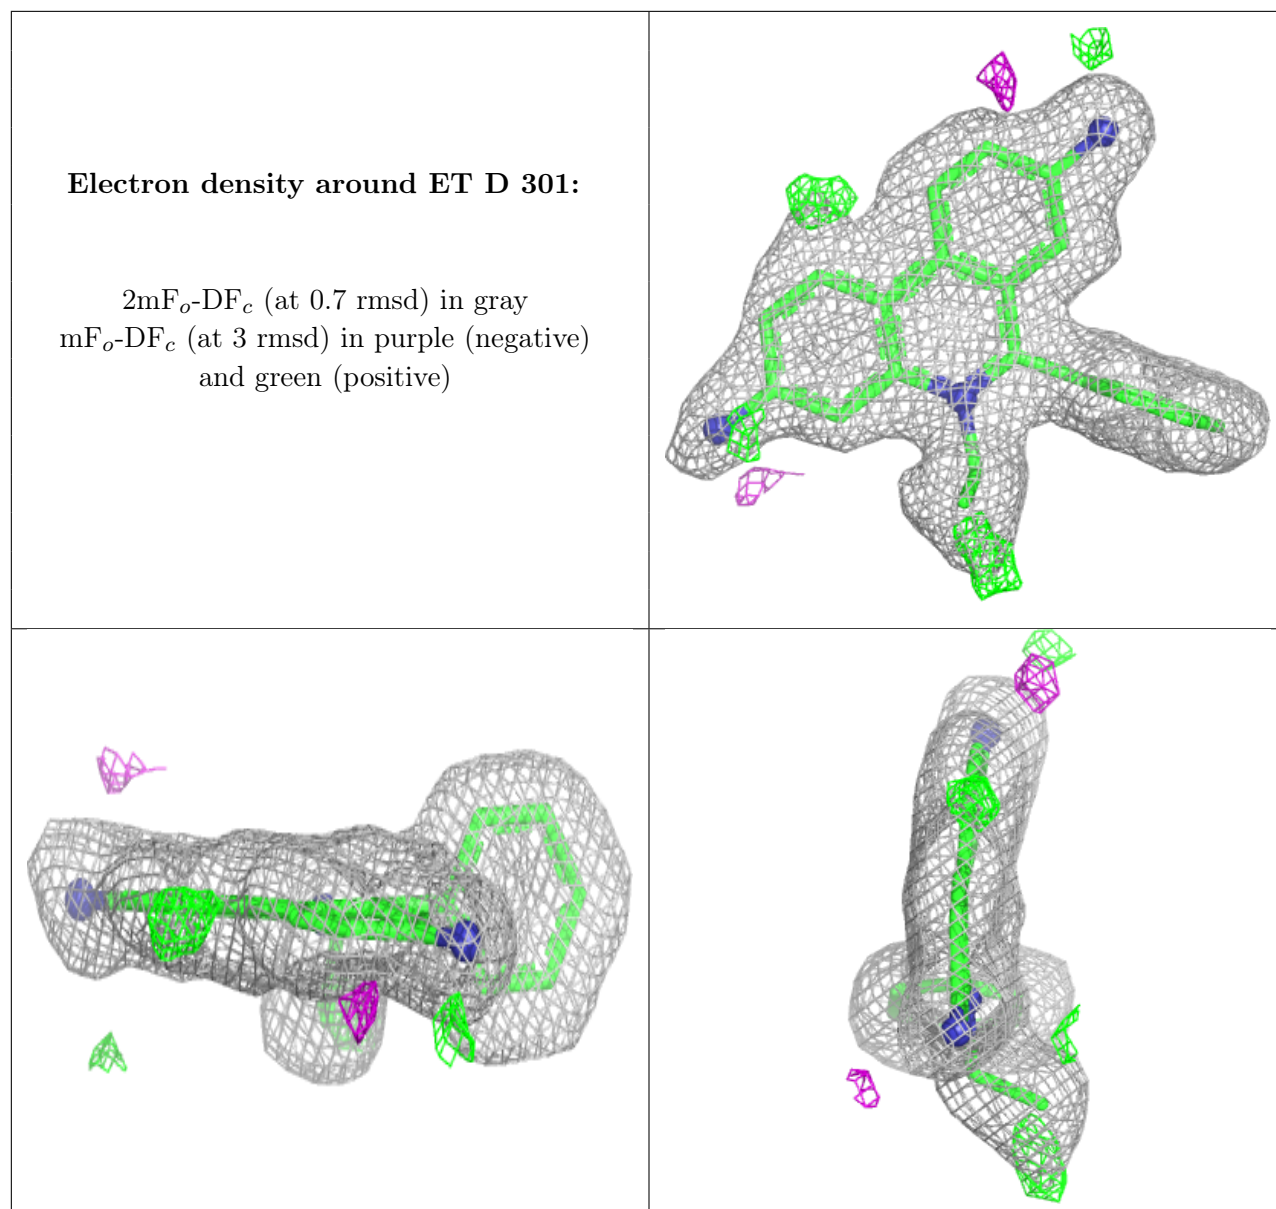 Electron density around ET D 301:
2mFo-DFc (at 0.7 rmsd) in gray
mFo-DFc (at 3 rmsd) in purple (negative)
and green (positive)